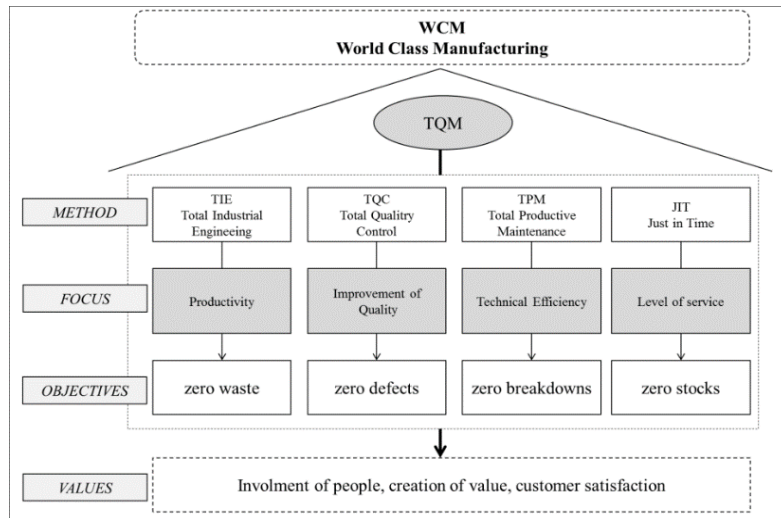 WCM
World Class Manufacturing
TQM
METHOD
TIE
Total Industrial
Engineeing
TQC
Total Qualitry
Control
TPM
Total Productive
Maintenance
JIT
Just in Time
FOCUS
Productivity
Improvement of
Quality
Technical Efficiency
Level of service
OBJECTIVES
zero waste
zero defects
zero breakdowns
zero stocks
VALUES
Involment of people, creation of value, customer satisfaction